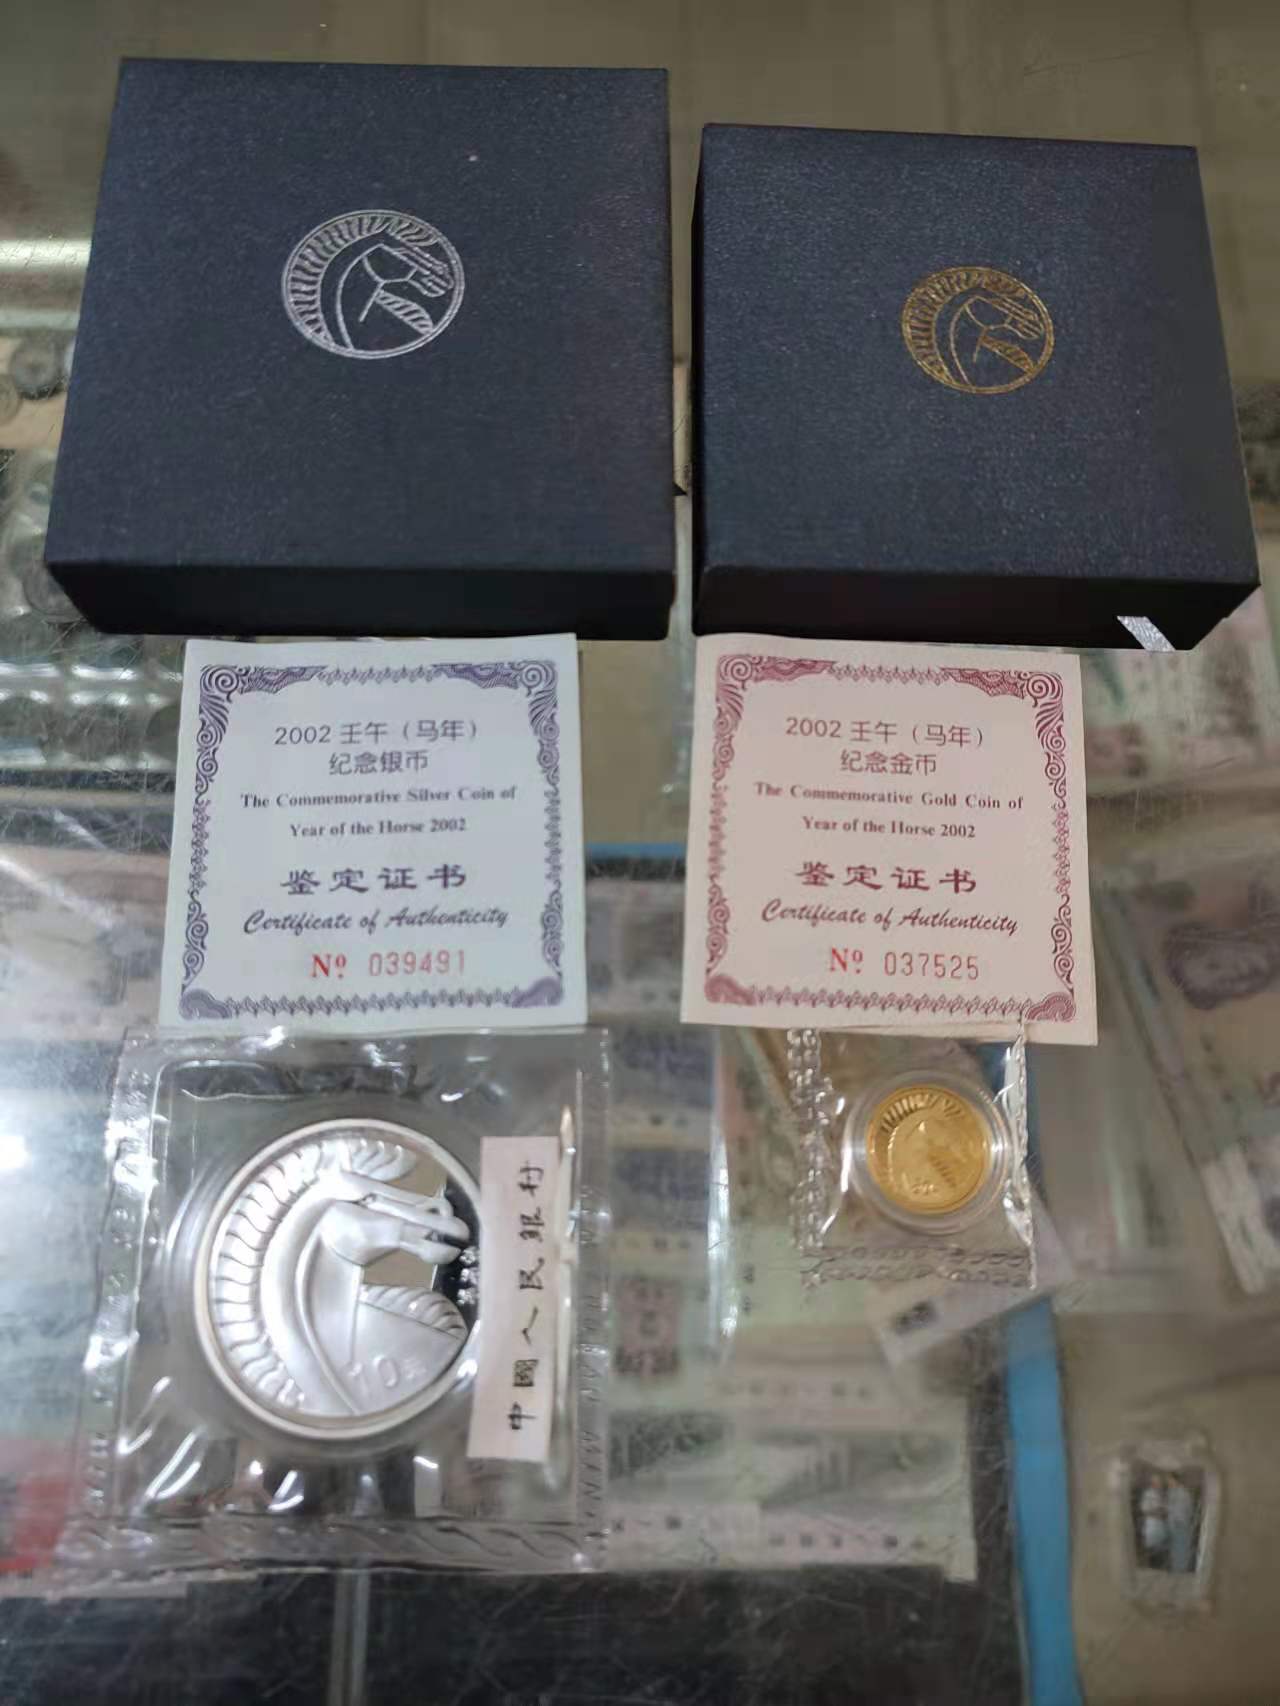 2002 壬午（马年）
纪念银币
The Commemorative Silver Coin of
Year of the Horse 2002
鉴定证书
Certificate of Authenticity
Nº 039491
2002 壬午（马年）
纪念金币
The Commemorative Gold Coin of
Year of the Horse 2002
鉴定证书
Certificate of Authenticity
Nº 037525
10元
中國人民銀行